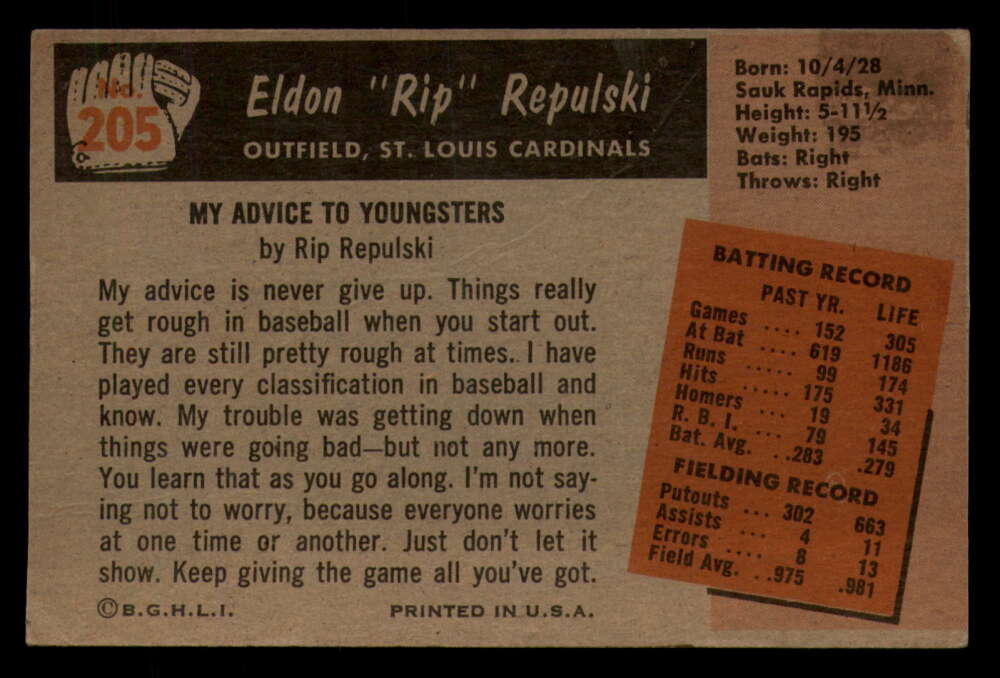 No.
205
Eldon "Rip" Repulski
OUTFIELD, ST. LOUIS CARDINALS
Born: 10/4/28
Sauk Rapids, Minn.
Height: 5-11½
Weight: 195
Bats: Right
Throws: Right
MY ADVICE TO YOUNGSTERS
by Rip Repulski
My advice is never give up. Things really
get rough in baseball when you start out.
They are still pretty rough at times. I have
played every classification in baseball and
know. My trouble was getting down when
things were going bad—but not any more.
You learn that as you go along. I'm not say-
ing not to worry, because everyone worries
at one time or another. Just don't let it
show. Keep giving the game all you've got.
BATTING RECORD
PAST YR. LIFE
Games .... 152 305
At Bat .... 619 1186
Runs ..... 99 174
Hits ..... 175 331
Homers ... 19 34
R. B. I. ... 79 145
Bat. Avg. ..283 .279
FIELDING RECORD
Putouts ... 302 663
Assists ... 4 11
Errors .... 8 13
Field Avg. ..975 .981
©B.G.H.L.I. PRINTED IN U.S.A.